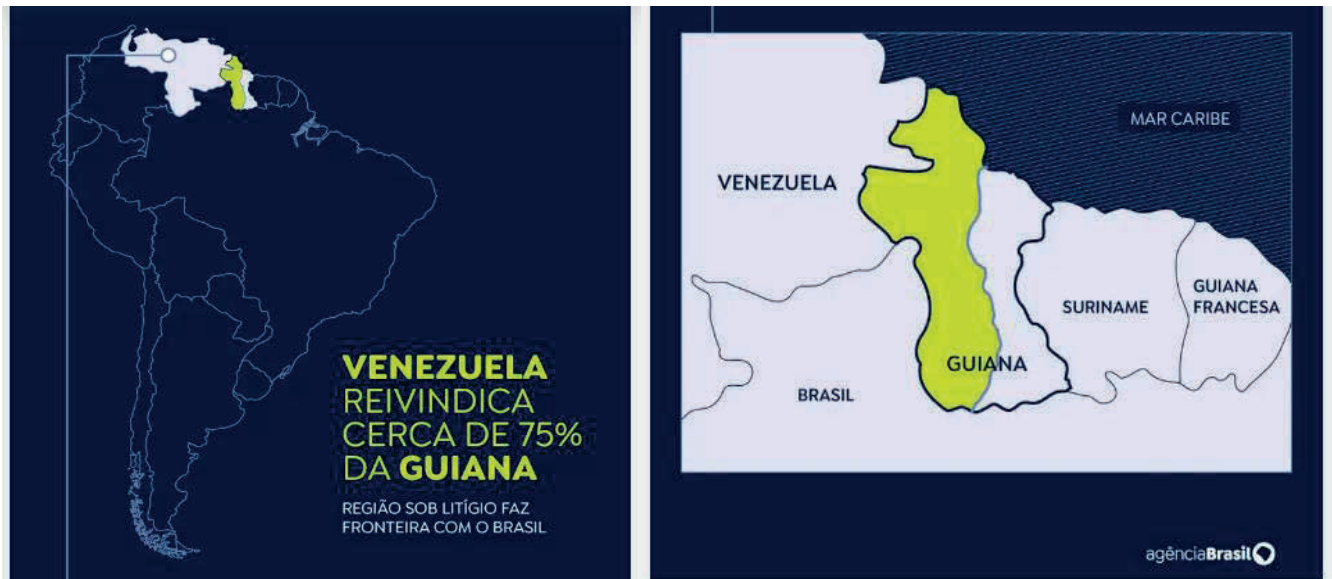 VENEZUELA
REIVINDICA
CERCA DE 75%
DA GUIANA
REGIÃO SOB LITÍGIO FAZ
FRONTEIRA COM O BRASIL
MAR CARIBE
VENEZUELA
GUIANA
FRANCESA
SURINAME
GUIANA
BRASIL
agênciaBrasil